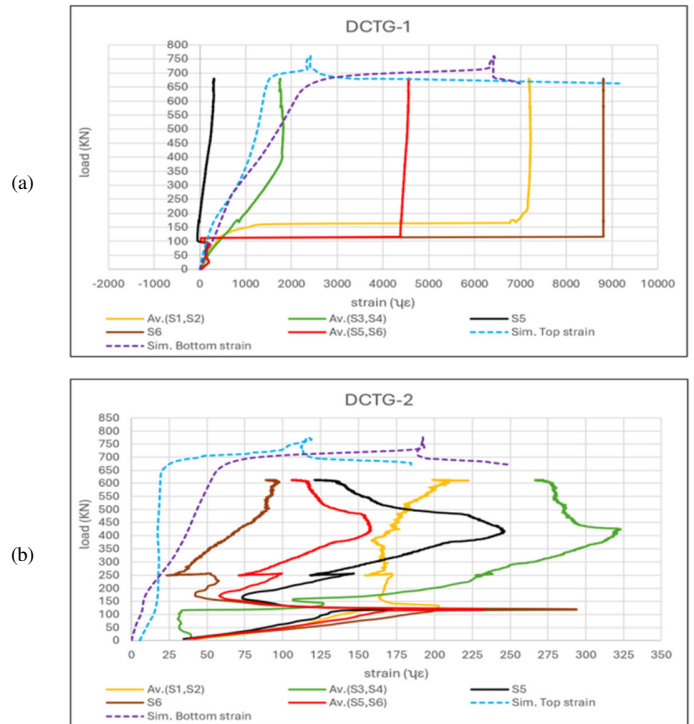 DCTG-1
800
750
700
650
600
550
500
450
400
350
300
250
200
150
100
50
0
load (KN)
(a)
-2000 -1000 0 1000 2000 3000 4000 5000 6000 7000 8000 9000 10000
strain (ʮε)
Av.(S1,S2) Av.(S3,S4) S5
S6 Av.(S5,S6) Sim. Top strain
Sim. Bottom strain
DCTG-2
850
800
750
700
650
600
550
500
450
400
350
300
250
200
150
100
50
0
load (KN)
(b)
0 25 50 75 100 125 150 175 200 225 250 275 300 325 350
strain (ʮε)
Av.(S1,S2) Av.(S3,S4) S5
S6 Av.(S5,S6) Sim. Top strain
Sim. Bottom strain